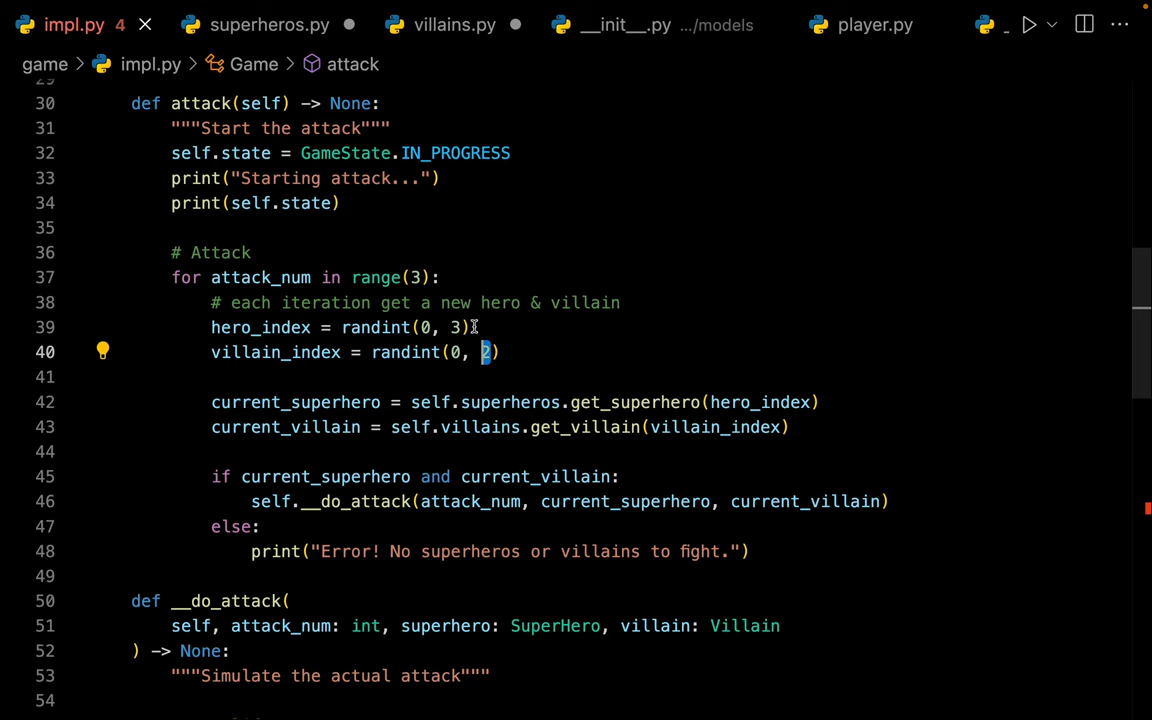 impl.py 4 superheros.py villains.py __init__.py .../models player.py _
game > impl.py > Game > attack
29
30 def attack(self) -> None:
31 """Start the attack"""
32 self.state = GameState.IN_PROGRESS
33 print("Starting attack...")
34 print(self.state)
35
36 # Attack
37 for attack_num in range(3):
38 # each iteration get a new hero & villain
39 hero_index = randint(0, 3)
40 villain_index = randint(0, 2)
41
42 current_superhero = self.superheros.get_superhero(hero_index)
43 current_villain = self.villains.get_villain(villain_index)
44
45 if current_superhero and current_villain:
46 self.__do_attack(attack_num, current_superhero, current_villain)
47 else:
48 print("Error! No superheros or villains to fight.")
49
50 def __do_attack(
51 self, attack_num: int, superhero: SuperHero, villain: Villain
52 ) -> None:
53 """Simulate the actual attack"""
54